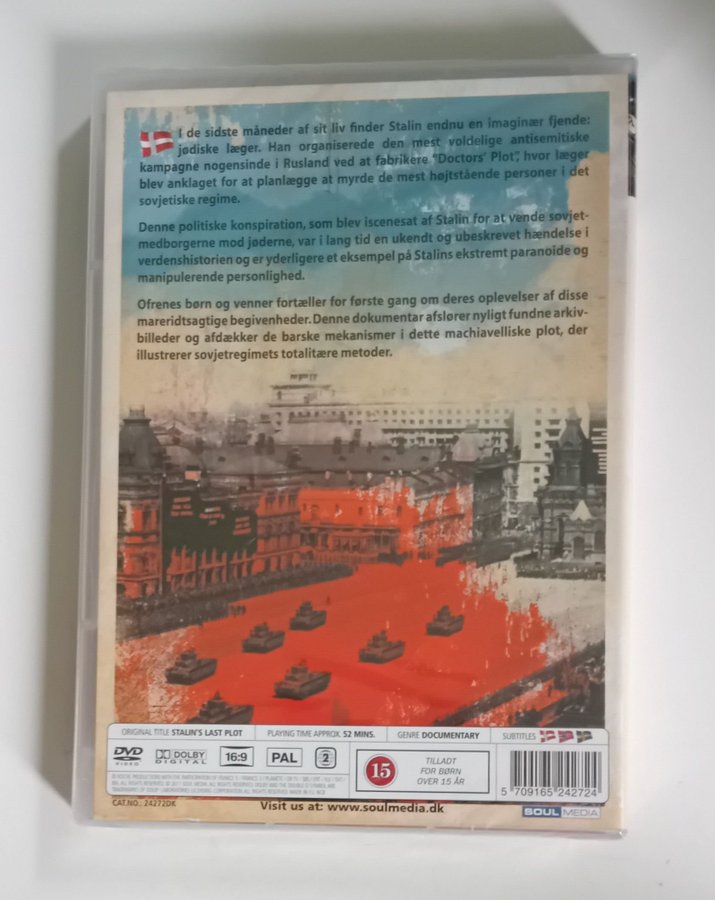 I de sidste måneder af sit liv finder Stalin endnu en imaginær fjende:
jødiske læger. Han organiserede den mest voldelige antisemitiske
kampagne nogensinde i Rusland ved at fabrikere "Doctors' Plot", hvor læger
blev anklaget for at planlægge at myrde de mest højtstående personer i det
sovjetiske regime.
Denne politiske konspiration, som blev iscenesat af Stalin for at vende sovjet-
medborgerne mod jøderne, var i lang tid en ukendt og ubeskrevet hændelse i
verdenshistorien og er yderligere et eksempel på Stalins ekstremt paranoide og
manipulerende personlighed.
Ofrenes børn og venner fortæller for første gang om deres oplevelser af disse
mareridtsagtige begivenheder. Denne dokumentar afslører nyligt fundne arkiv-
billeder og afdækker de barske mekanismer i dette machiavelliske plot, der
illustrerer sovjetregimets totalitære metoder.
ORIGINAL TITLE STALIN'S LAST PLOT PLAYING TIME APPROX. 52 MINS. GENRE DOCUMENTARY SUBTITLES
DVD VIDEO DOLBY DIGITAL 16:9 PAL 2 15 TILLADT
FOR BØRN
OVER 15 ÅR
5 709165 242724
CAT.NO.: 24272DK Visit us at: www.soulmedia.dk SOUL MEDIA